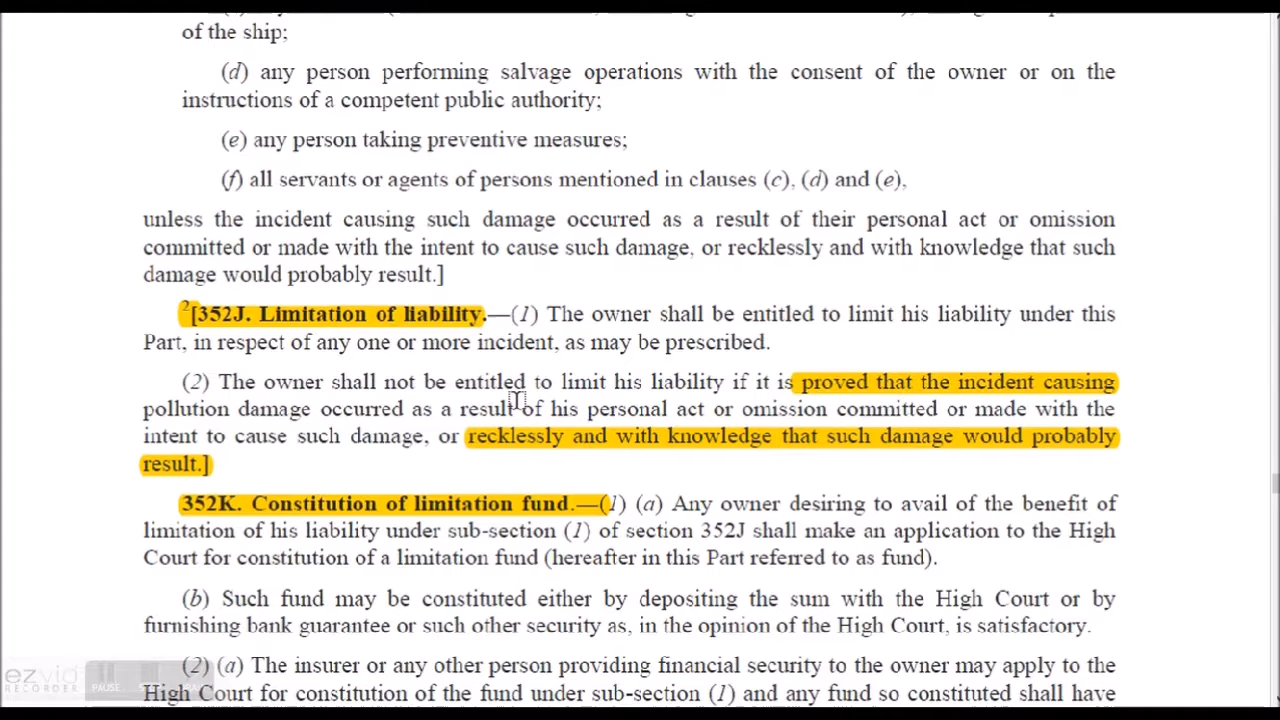 of the ship;
(d) any person performing salvage operations with the consent of the owner or on the
instructions of a competent public authority;
(e) any person taking preventive measures;
(f) all servants or agents of persons mentioned in clauses (c), (d) and (e),
unless the incident causing such damage occurred as a result of their personal act or omission
committed or made with the intent to cause such damage, or recklessly and with knowledge that such
damage would probably result.]
2[352J. Limitation of liability.—(1) The owner shall be entitled to limit his liability under this
Part, in respect of any one or more incident, as may be prescribed.
(2) The owner shall not be entitled to limit his liability if it is proved that the incident causing
pollution damage occurred as a result of his personal act or omission committed or made with the
intent to cause such damage, or recklessly and with knowledge that such damage would probably
result.]
352K. Constitution of limitation fund.—(1) (a) Any owner desiring to avail of the benefit of
limitation of his liability under sub-section (1) of section 352J shall make an application to the High
Court for constitution of a limitation fund (hereafter in this Part referred to as fund).
(b) Such fund may be constituted either by depositing the sum with the High Court or by
furnishing bank guarantee or such other security as, in the opinion of the High Court, is satisfactory.
(2) (a) The insurer or any other person providing financial security to the owner may apply to the
High Court for constitution of the fund under sub-section (1) and any fund so constituted shall have
ezvid
RECORDER
PAUSE